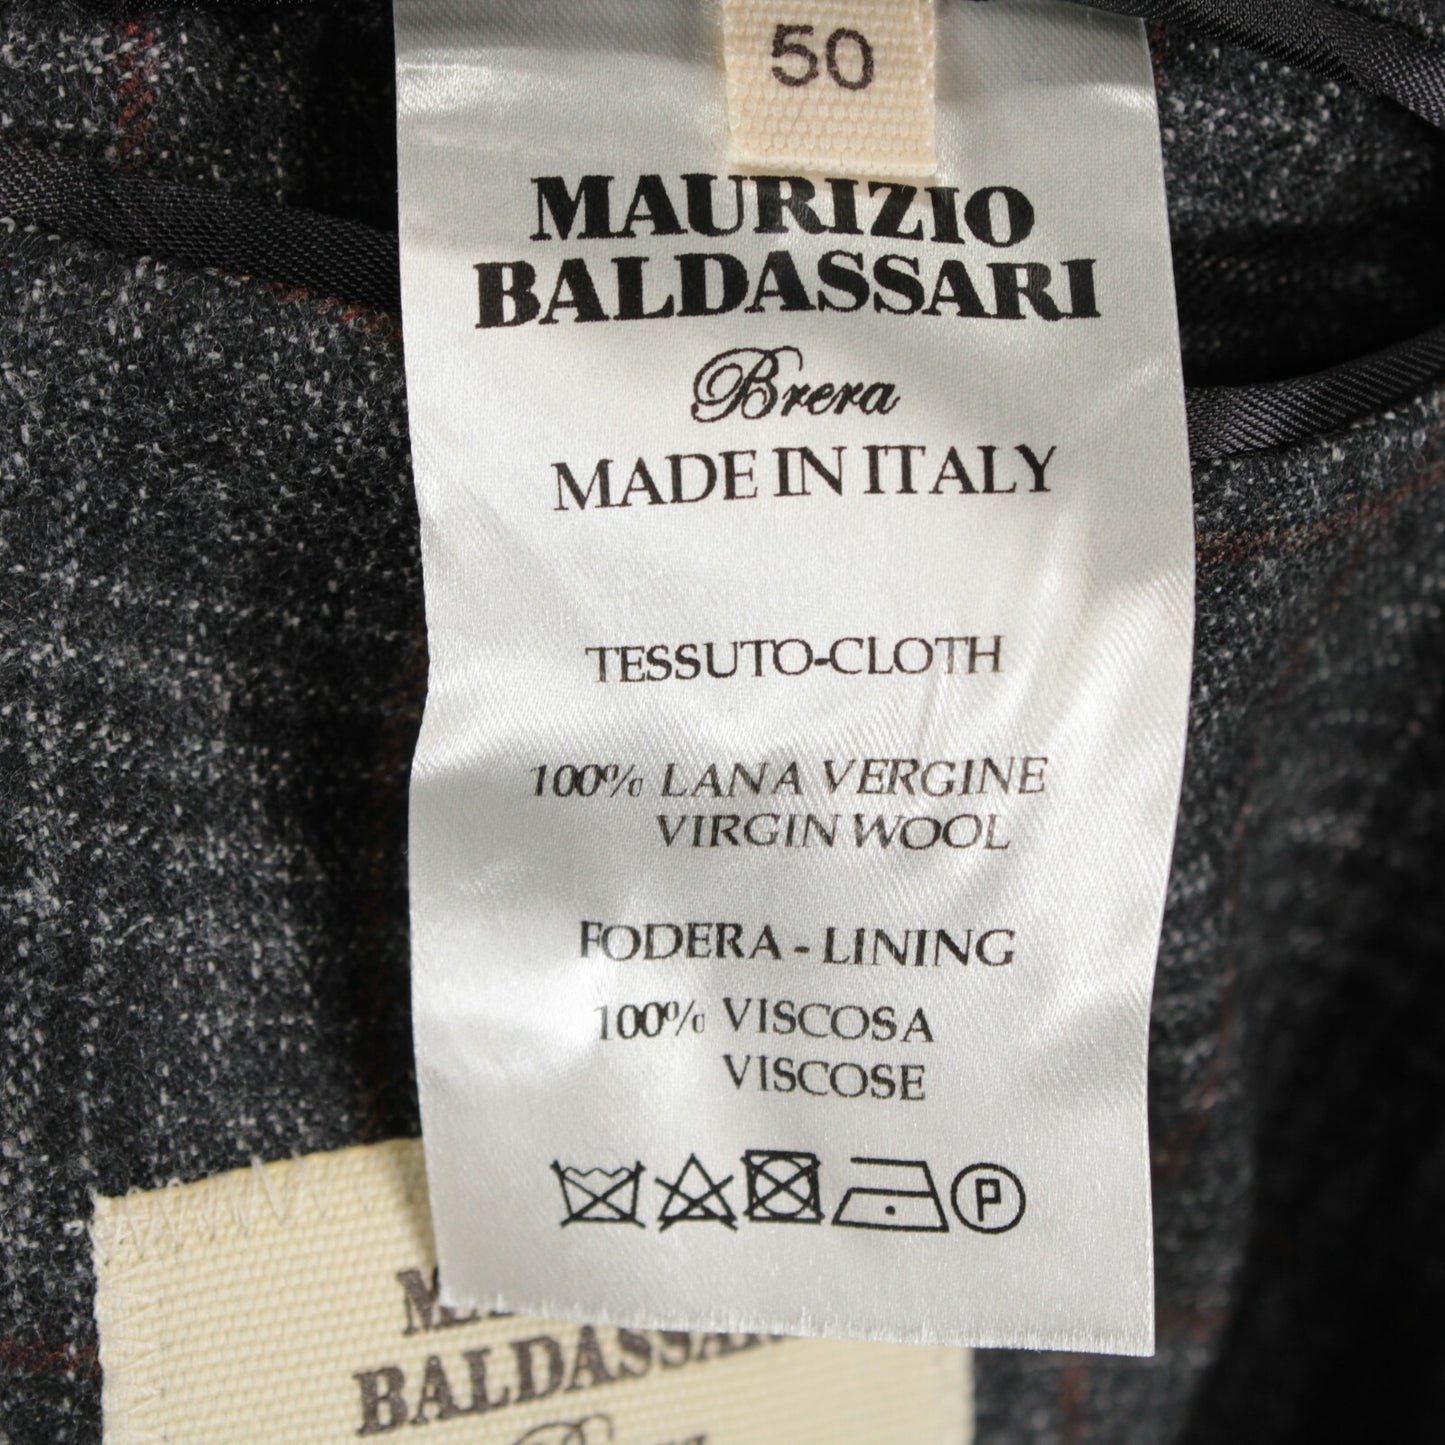 50
MAURIZIO
BALDASSARI
Brera
MADE IN ITALY
TESSUTO-CLOTH
100% LANA VERGINE
VIRGIN WOOL
FODERA - LINING
100% VISCOSA
VISCOSE
P
BALDASSA